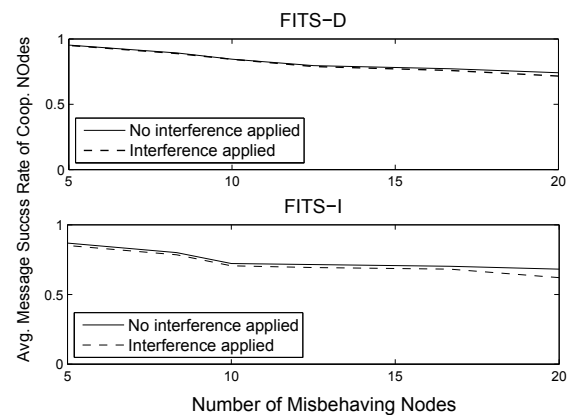 FITS-D
1
0.5
0
No interference applied
Interference applied
5
10
15
20
FITS-I
1
0.5
0
No interference applied
Interference applied
5
10
15
20
Avg. Message Succss Rate of Coop. NOdes
Number of Misbehaving Nodes